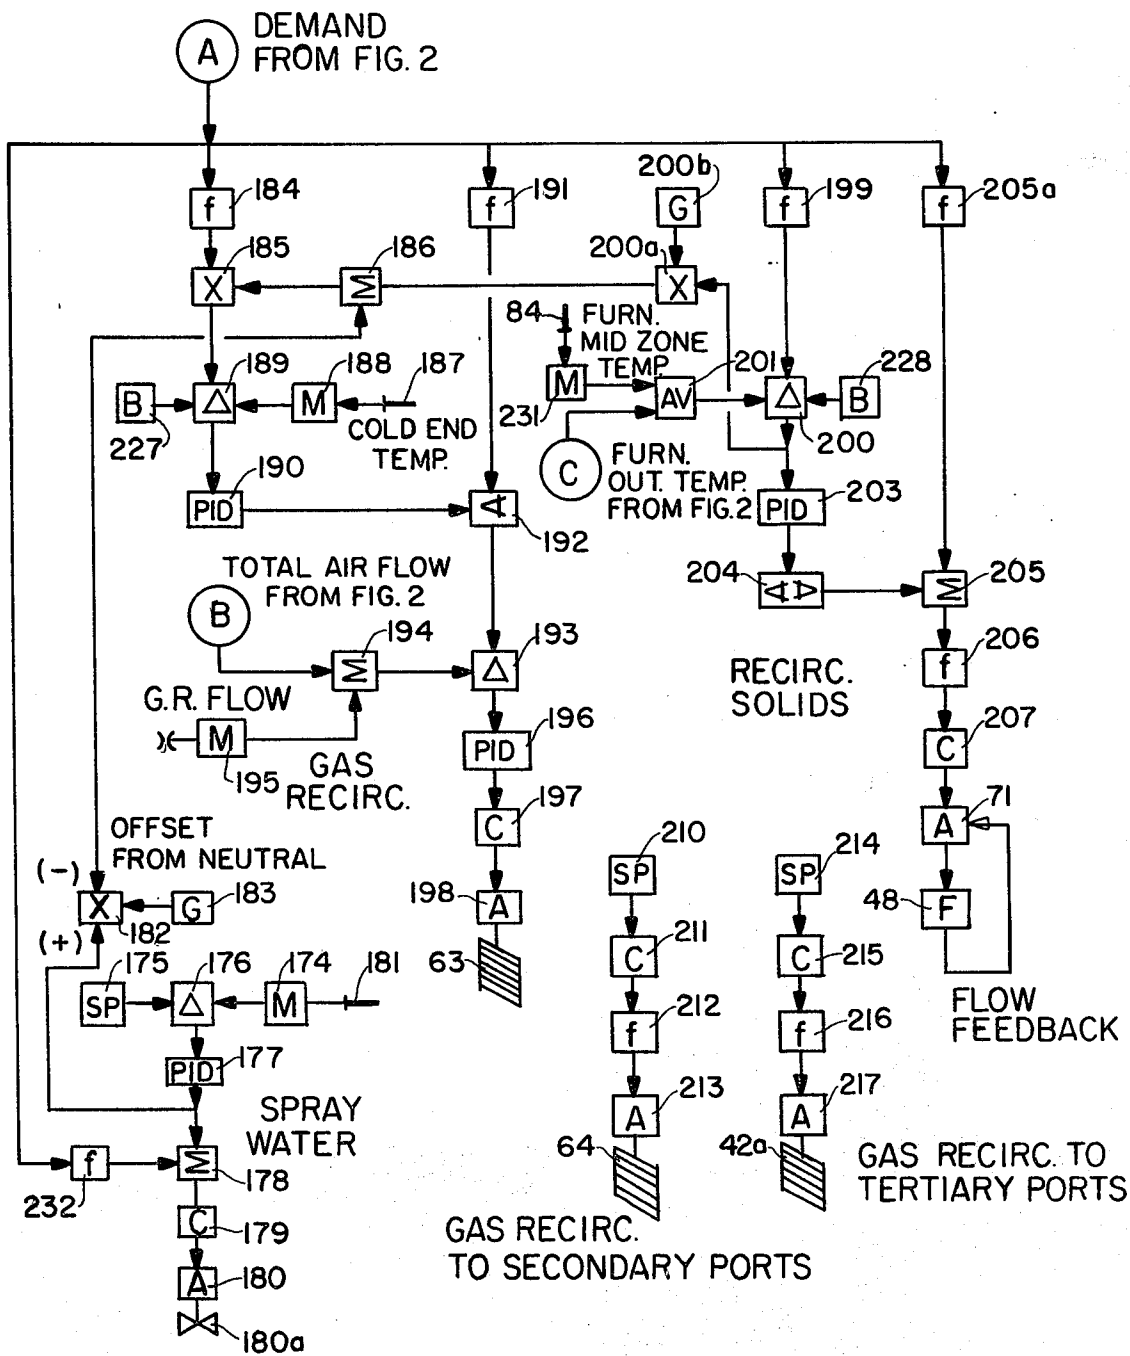 A
DEMAND
FROM FIG. 2
184
f
191
f
200b
G
199
f
205a
f
185
X
186
Σ
200a
X
84
FURN.
MID ZONE
TEMP.
189
Δ
188
M
187
B
227
COLD END
TEMP.
M
231
201
AV
Δ
200
228
B
C
FURN.
OUT. TEMP.
FROM FIG. 2
190
PID
A
192
203
PID
204
A A
Σ
205
TOTAL AIR FLOW
FROM FIG. 2
B
194
Σ
193
Δ
206
f
RECIRC.
SOLIDS
G.R. FLOW
M
195
GAS
RECIRC.
196
PID
207
C
197
C
71
A
OFFSET
FROM NEUTRAL
(-)
X
182
G
183
(+)
198
A
63
210
SP
214
SP
48
F
175
SP
176
Δ
174
M
181
211
C
215
C
FLOW
FEEDBACK
177
PID
212
f
216
f
SPRAY
WATER
213
A
217
A
232
f
Σ
178
64
42a
GAS RECIRC. TO
TERTIARY PORTS
C
179
GAS RECIRC.
TO SECONDARY PORTS
A
180
180a